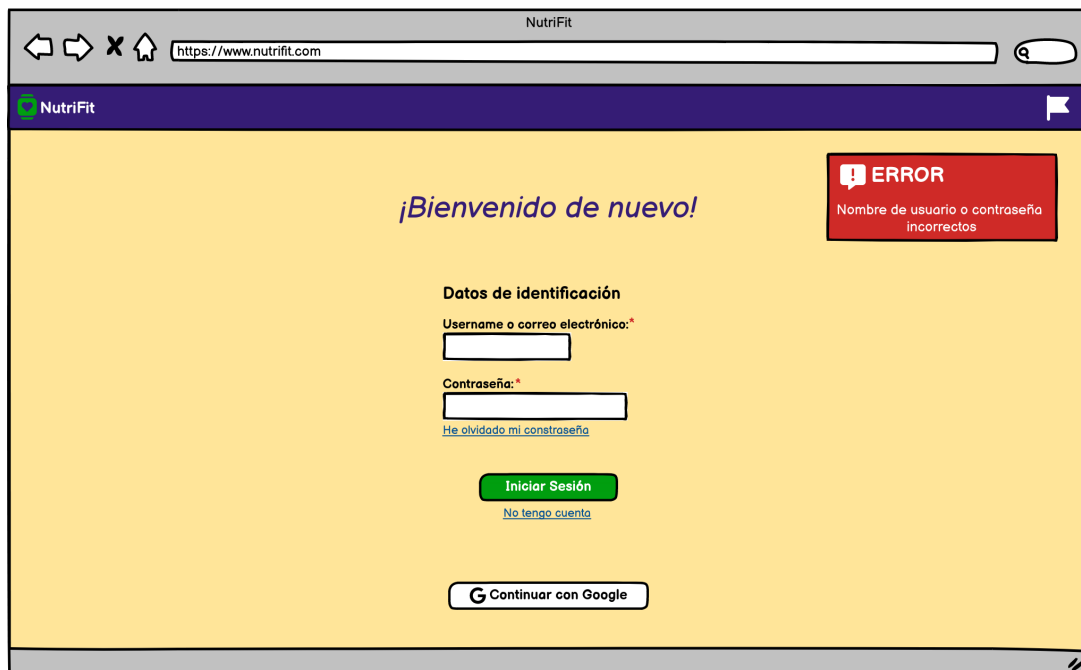 NutriFit
https://www.nutrifit.com
NutriFit
ERROR
Nombre de usuario o contraseña
incorrectos
¡Bienvenido de nuevo!
Datos de identificación
Username o correo electrónico:*
Contraseña:*
He olvidado mi constraseña
Iniciar Sesión
No tengo cuenta
G Continuar con Google